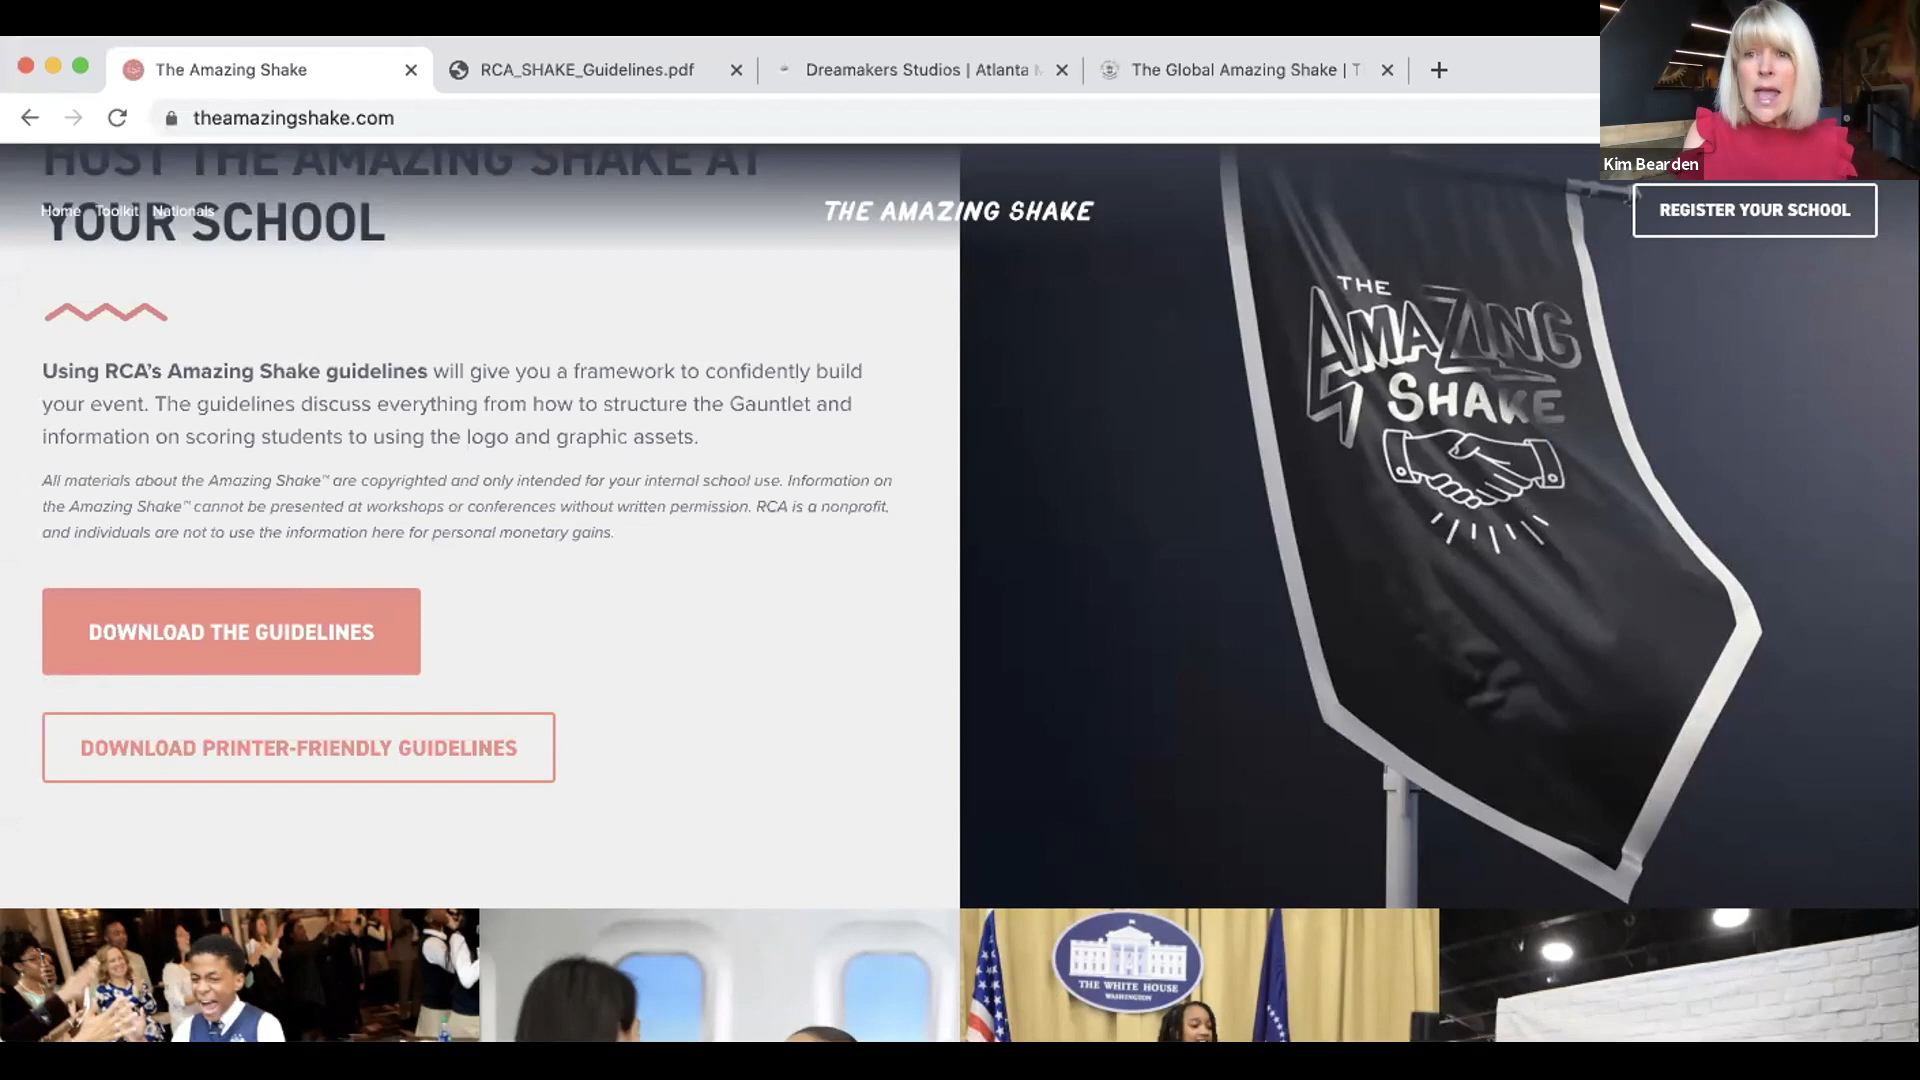 The Amazing Shake
RCA_SHAKE_Guidelines.pdf
Dreamakers Studios | Atlanta
The Global Amazing Shake | T
theamazingshake.com
Kim Bearden
HOST THE AMAZING SHAKE AT
YOUR SCHOOL
Home Toolkit Nationals
THE AMAZING SHAKE
REGISTER YOUR SCHOOL
Using RCA's Amazing Shake guidelines will give you a framework to confidently build
your event. The guidelines discuss everything from how to structure the Gauntlet and
information on scoring students to using the logo and graphic assets.
All materials about the Amazing Shake™ are copyrighted and only intended for your internal school use. Information on
the Amazing Shake™ cannot be presented at workshops or conferences without written permission. RCA is a nonprofit,
and individuals are not to use the information here for personal monetary gains.
DOWNLOAD THE GUIDELINES
DOWNLOAD PRINTER-FRIENDLY GUIDELINES
THE
AMAZING
SHAKE
THE WHITE HOUSE
WASHINGTON